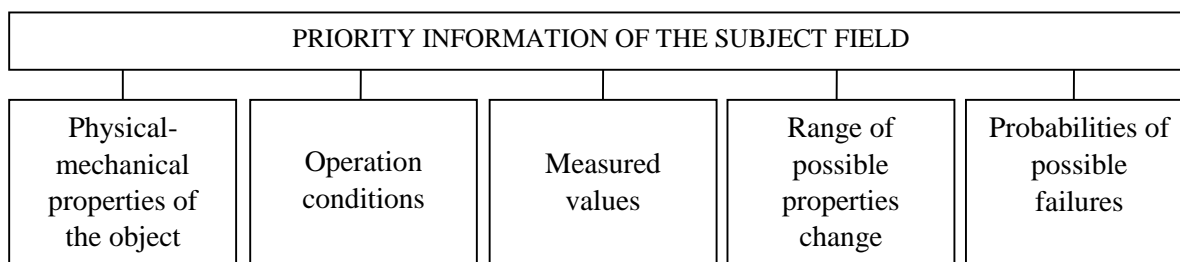 PRIORITY INFORMATION OF THE SUBJECT FIELD
Physical-
mechanical
properties of
the object
Operation
conditions
Measured
values
Range of
possible
properties
change
Probabilities of
possible
failures